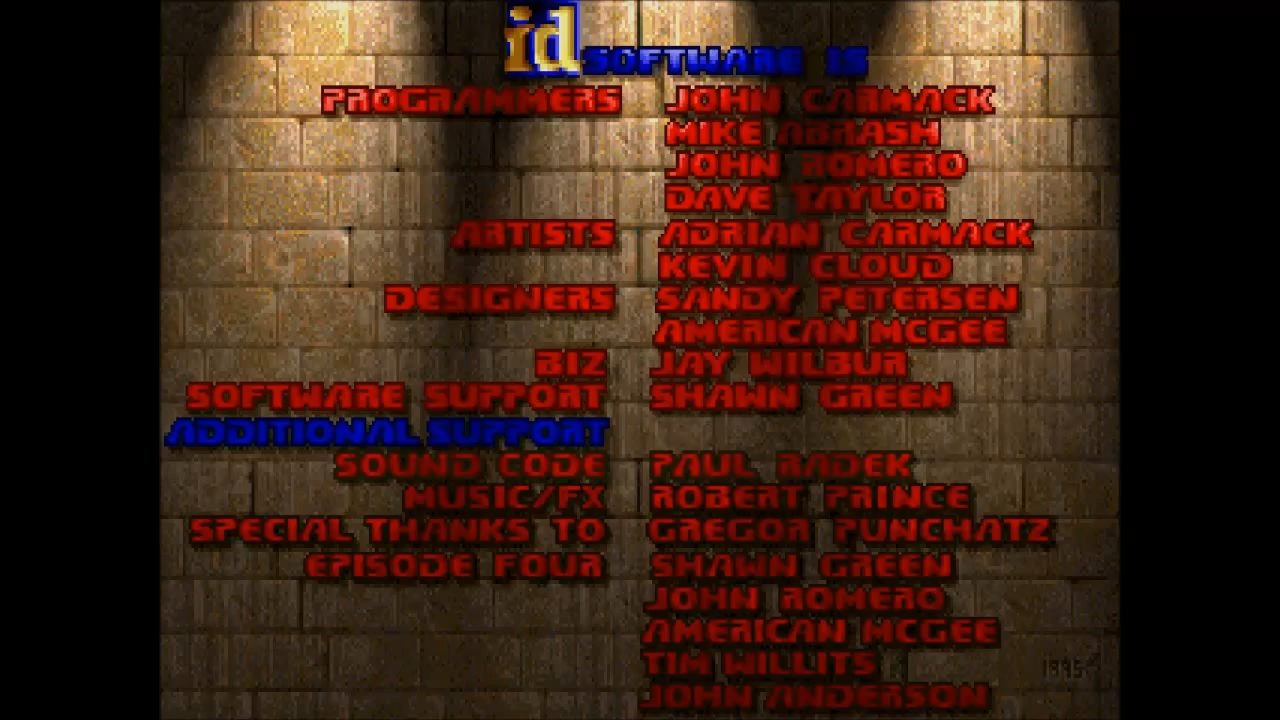 id SOFTWARE IS
PROGRAMMERS JOHN CARMACK
MIKE ABRASH
JOHN ROMERO
DAVE TAYLOR
ARTISTS ADRIAN CARMACK
KEVIN CLOUD
DESIGNERS SANDY PETERSEN
AMERICAN MCGEE
BIZ JAY WILBUR
SOFTWARE SUPPORT SHAWN GREEN
ADDITIONAL SUPPORT
SOUND CODE PAUL RADEK
MUSIC/FX ROBERT PRINCE
SPECIAL THANKS TO GREGOR PUNCHATZ
EPISODE FOUR SHAWN GREEN
JOHN ROMERO
AMERICAN MCGEE
TIM WILLITS
JOHN ANDERSON
1995